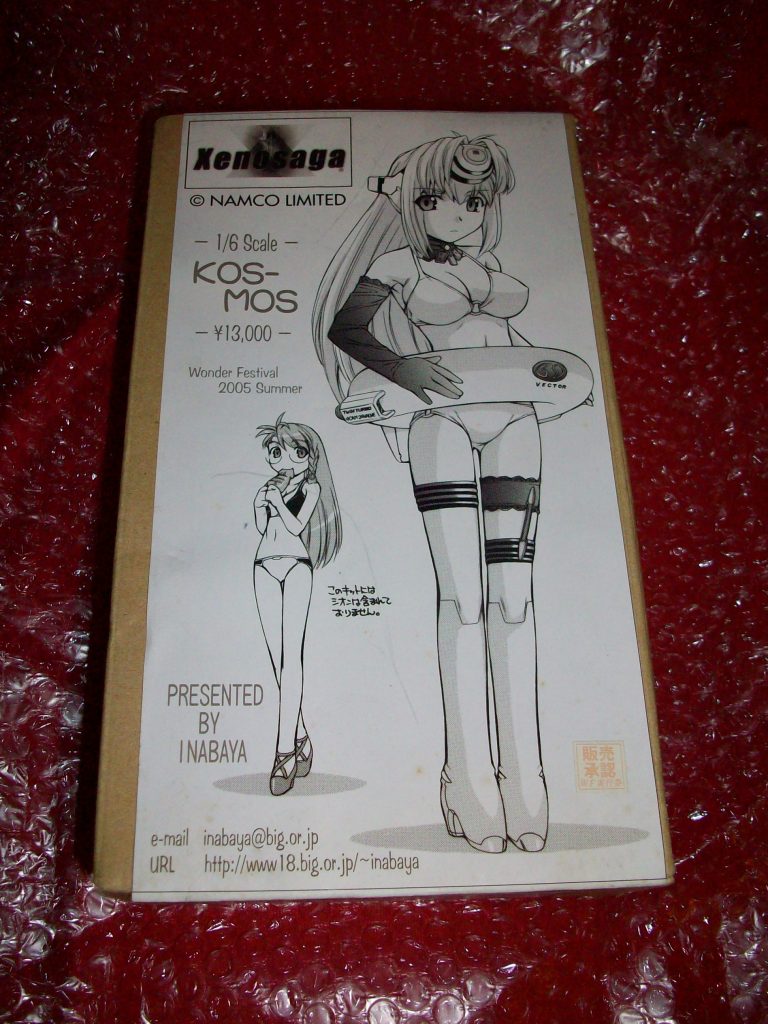 Xenosaga
© NAMCO LIMITED
– 1/6 Scale –
KOS-
MOS
– ¥13,000 –
Wonder Festival
2005 Summer
VECTOR
このキットには
シオンは含まれて
おりません。
PRESENTED
BY
INABAYA
販売
承認
e-mail inabaya@big.or.jp
URL http://www18.big.or.jp/~inabaya